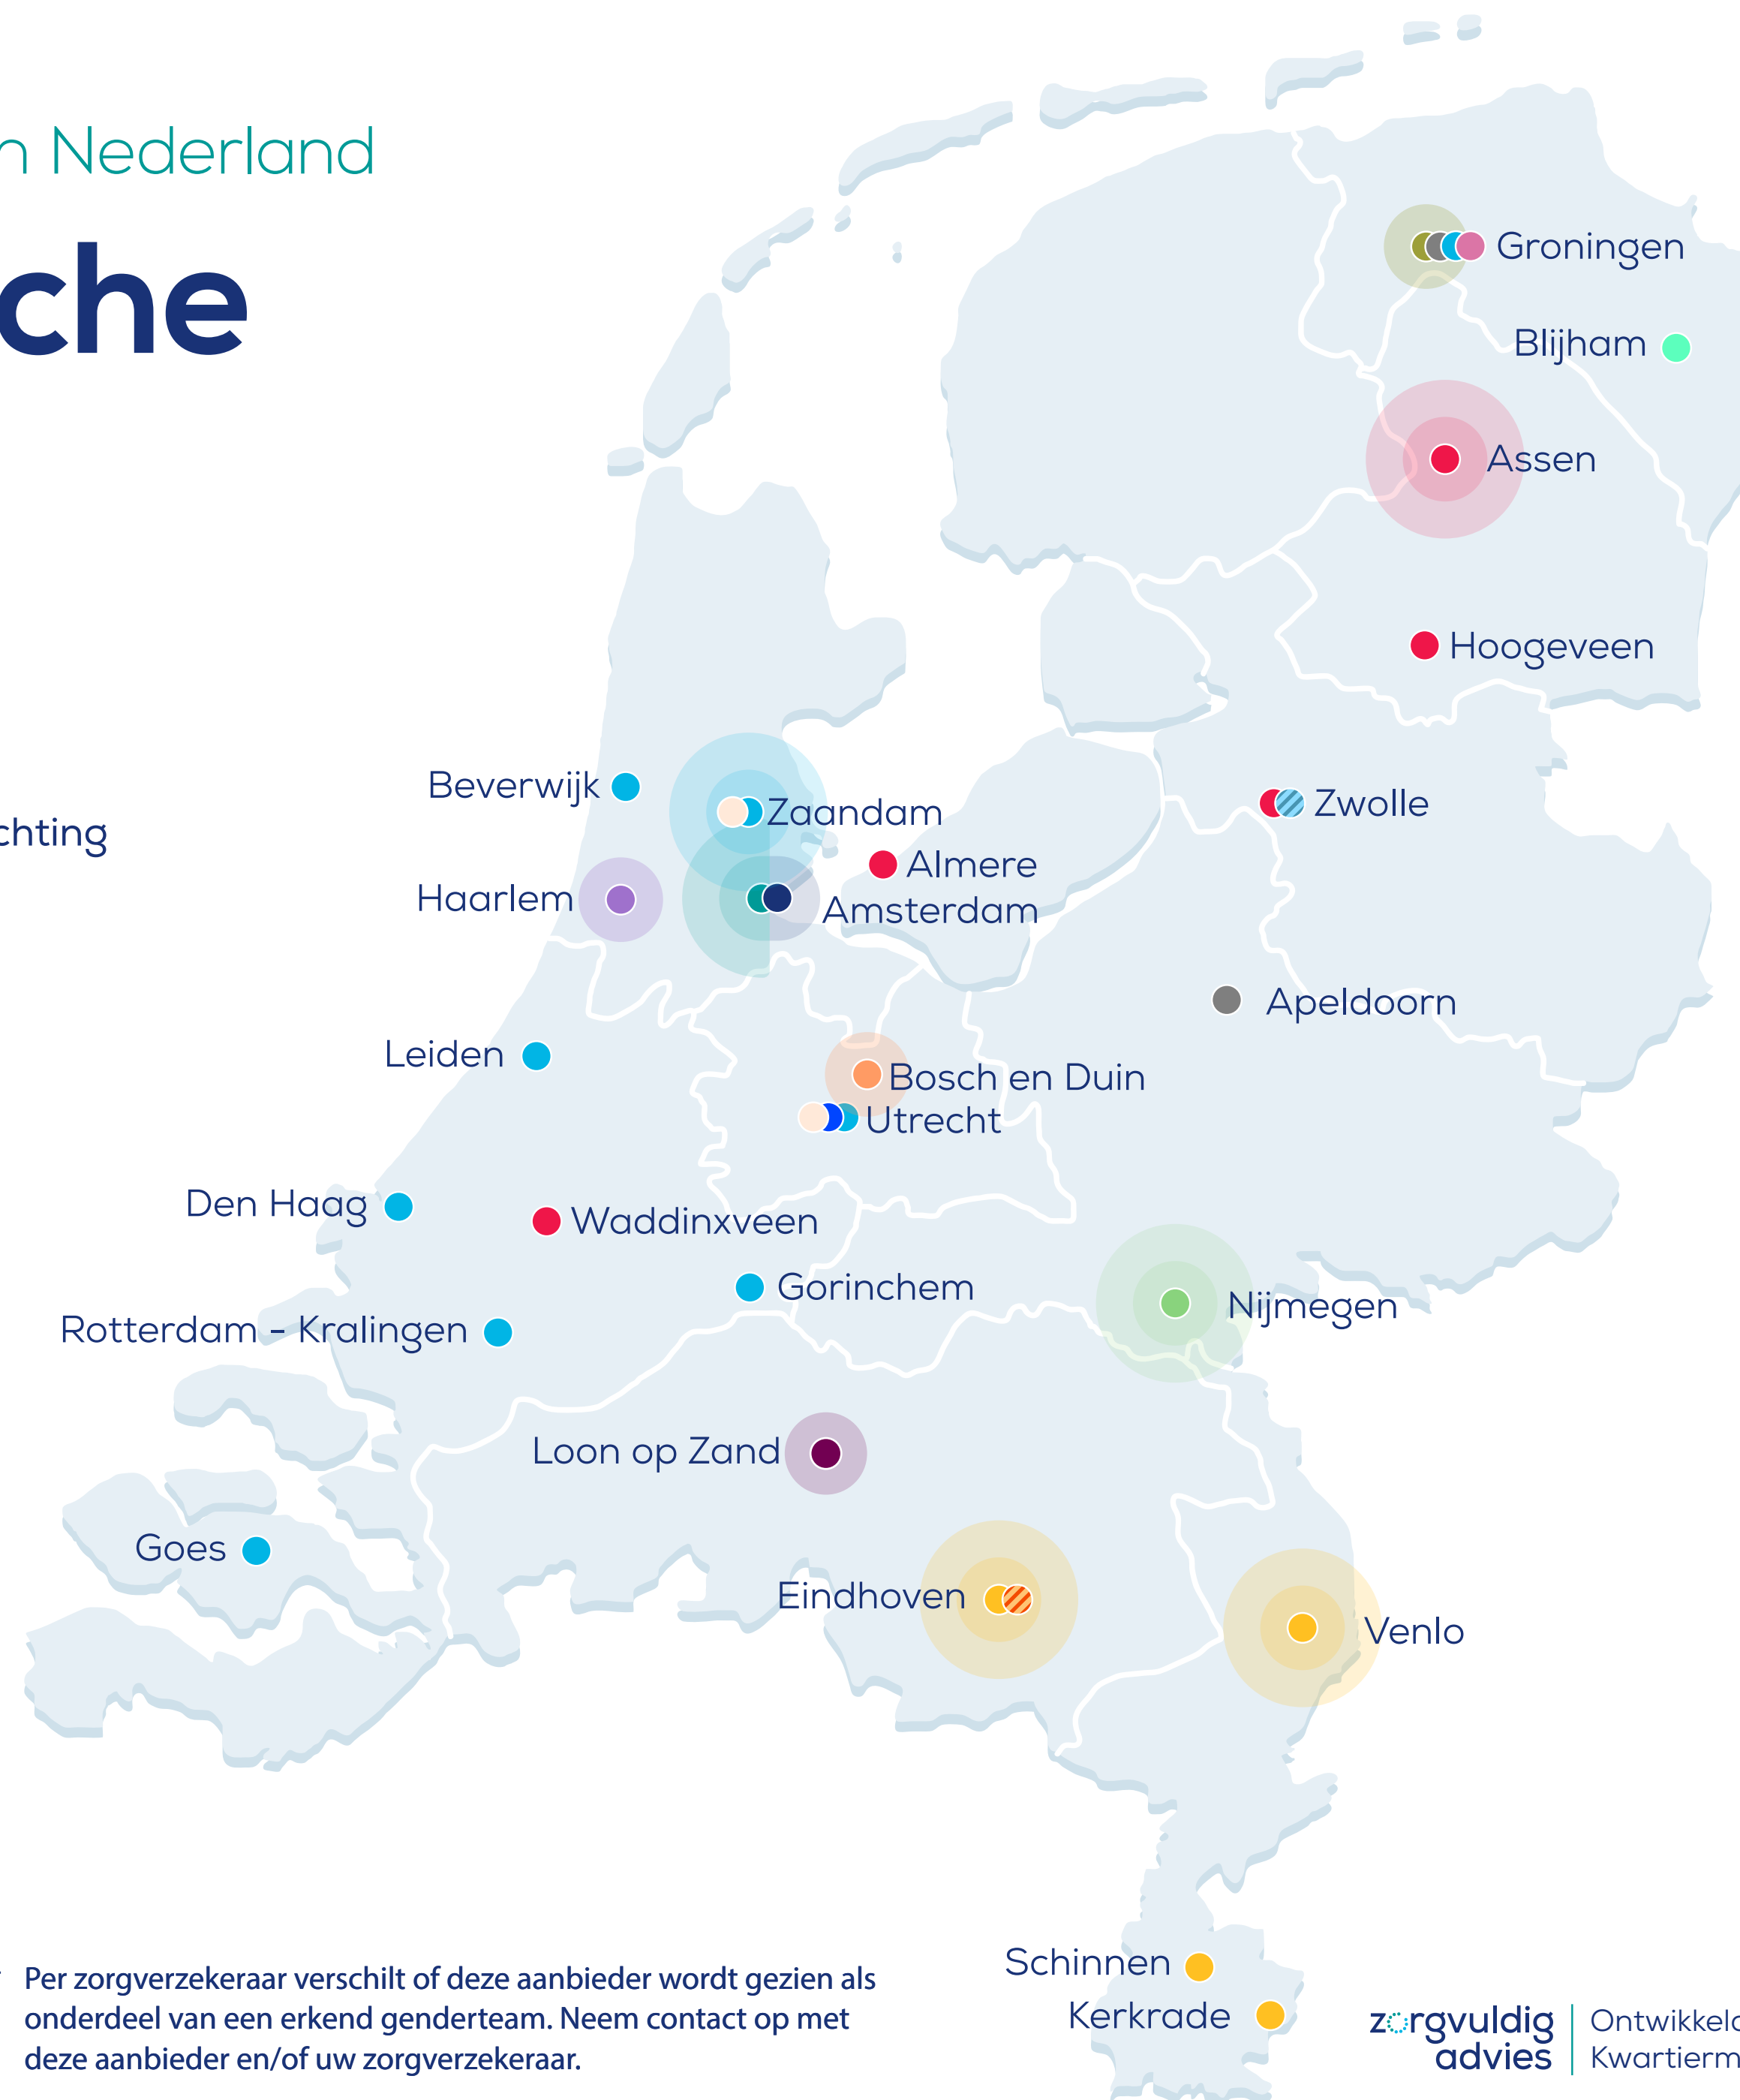 n Nederland
che
Groningen
Blijham
Assen
Hoogeveen
Beverwijk
Zaandam
Zwolle
chting
Almere
Haarlem
Amsterdam
Apeldoorn
Leiden
Bosch en Duin
Utrecht
Den Haag
Waddinxveen
Gorinchem
Nijmegen
Rotterdam - Kralingen
Loon op Zand
Goes
Eindhoven
Venlo
Schinnen
Kerkrade
Per zorgverzekeraar verschilt of deze aanbieder wordt gezien als
onderdeel van een erkend genderteam. Neem contact op met
deze aanbieder en/of uw zorgverzekeraar.
zorgvuldig
advies
Ontwikkeld
Kwartierm